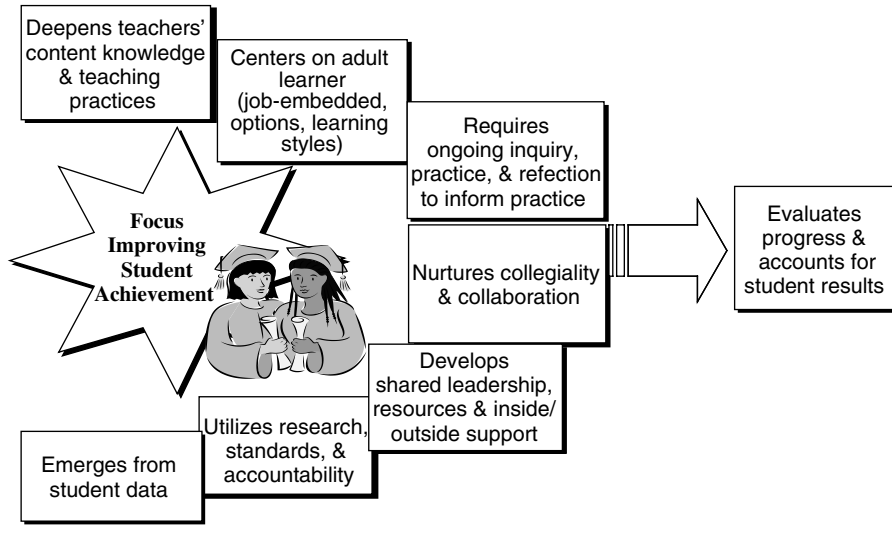 Deepens teachers'
content knowledge
& teaching
practices
Centers on adult
learner
(job-embedded,
options, learning
styles)
Requires
ongoing inquiry,
practice, & refection
to inform practice
Focus
Improving
Student
Achievement
Nurtures collegiality
& collaboration
Evaluates
progress &
accounts for
student results
Develops
shared leadership,
resources & inside/
outside support
Utilizes research,
standards, &
accountability
Emerges from
student data